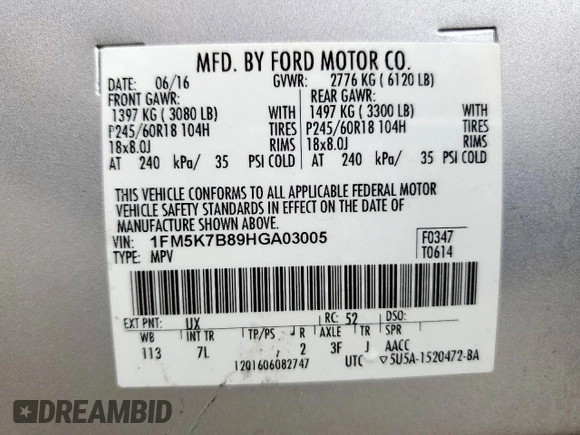 MFD. BY FORD MOTOR CO.
DATE: 06/16 GVWR: 2776 KG ( 6120 LB)
FRONT GAWR: REAR GAWR:
1397 KG ( 3080 LB) WITH 1497 KG ( 3300 LB) WITH
P245/60R18 104H TIRES P245/60R18 104H TIRES
18x8.0J RIMS 18x8.0J RIMS
AT 240 kPa/ 35 PSI COLD AT 240 kPa/ 35 PSI COLD
THIS VEHICLE CONFORMS TO ALL APPLICABLE FEDERAL MOTOR
VEHICLE SAFETY STANDARDS IN EFFECT ON THE DATE OF
MANUFACTURE SHOWN ABOVE.
VIN: 1FM5K7B89HGA03005 F0347
TYPE: MPV T0614
EXT PNT: UX RC: 52 DSO:
WB INT TR TP/PS R AXLE TR SPR
113 7L , 2 3F J AACC
1201606082747 UTC ▽5U5A-1520472-BA
DREAMBID